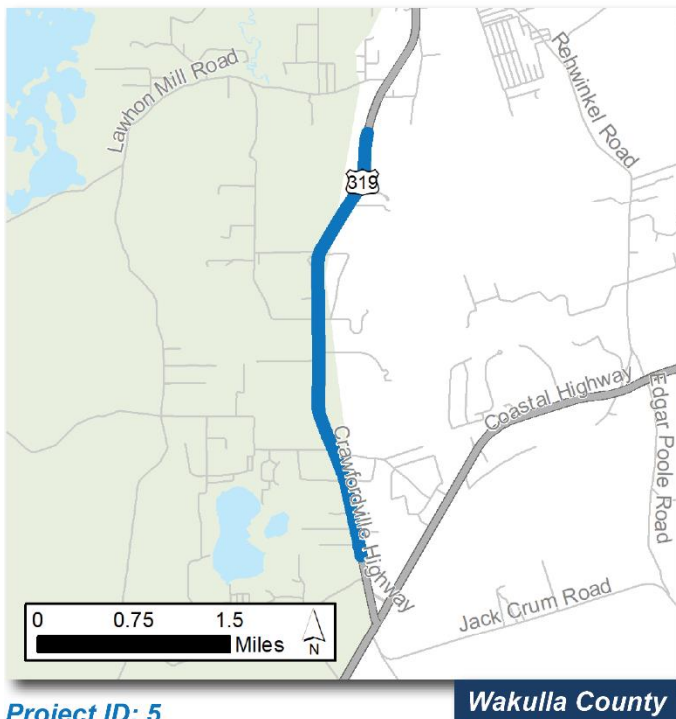 Rehwinkel Road
Lawhon Mill Road
319
Coastal Highway
Edgar Poole Road
Crawfordville Highway
Jack Crum Road
0 0.75 1.5
Miles
N
Project ID: 5
Wakulla County